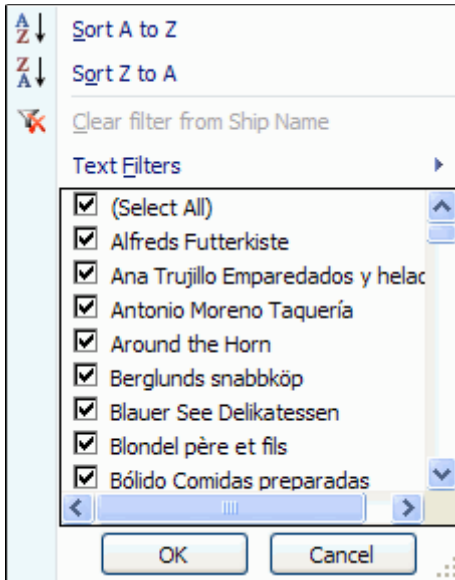 Sort A to Z
Sort Z to A
Clear filter from Ship Name
Text Filters
(Select All)
Alfreds Futterkiste
Ana Trujillo Emparedados y helac
Antonio Moreno Taquería
Around the Horn
Berglunds snabbköp
Blauer See Delikatessen
Blondel père et fils
Bólido Comidas preparadas
OK Cancel